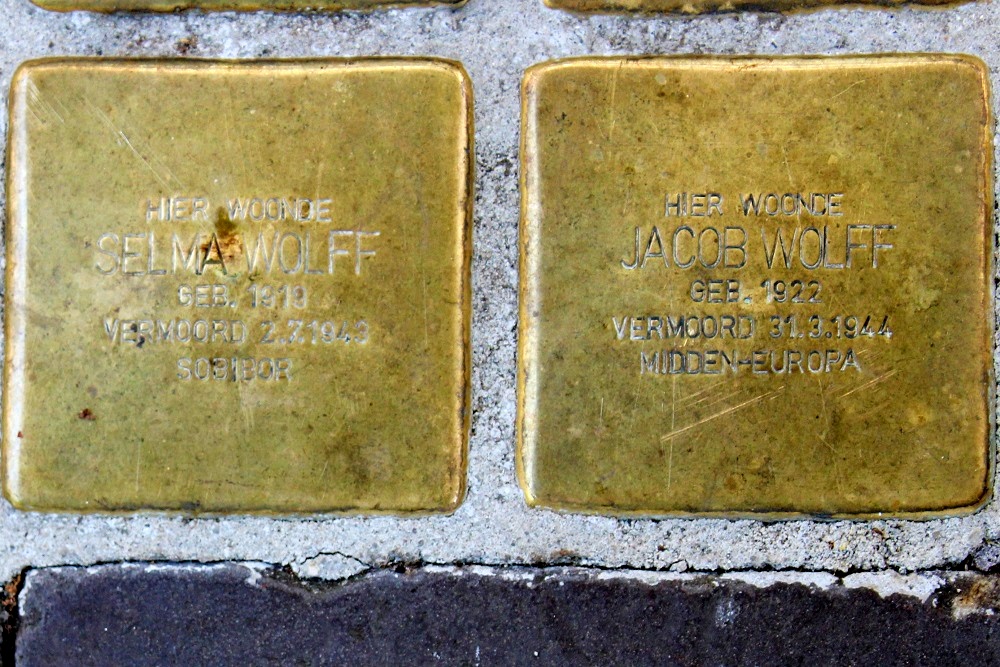 HIER WOONDE
SELMA WOLFF
GEB. 1919
VERMOORD 2.7.1943
SOBIBOR
HIER WOONDE
JACOB WOLFF
GEB. 1922
VERMOORD 31.3.1944
MIDDEN-EUROPA